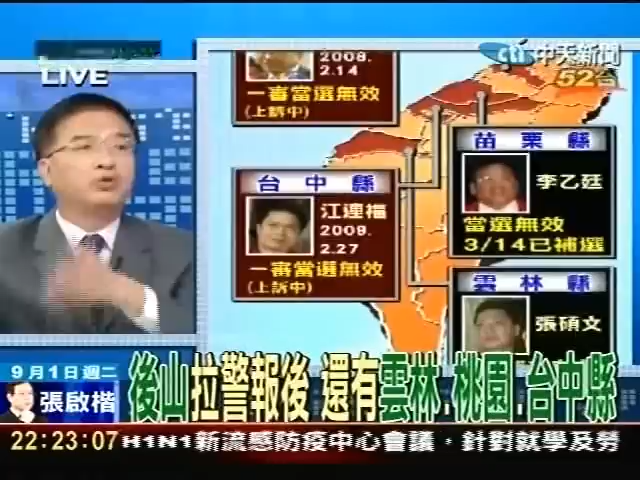 LIVE
cti 中天新聞
52台
2008.
2.14
一審當選無效
(上訴中)
台中縣
江連福
2009.
2.27
一審當選無效
(上訴中)
苗栗縣
李乙廷
當選無效
3/14已補選
雲林縣
張碩文
9月1日週二
張啟楷
後山拉警報後 還有雲林.桃園.台中縣
22:23:07 H1N1新流感防疫中心會議，針對就學及勞